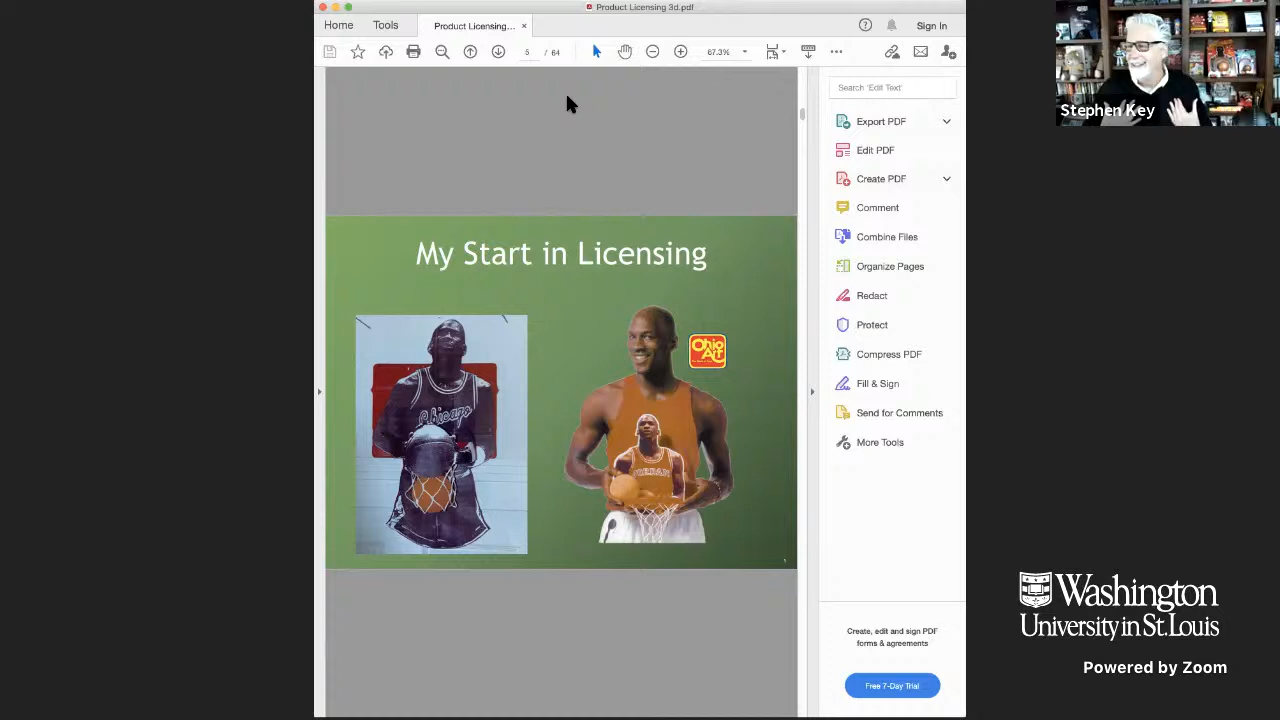 Product Licensing 3d.pdf
Home
Tools
Product Licensing...
×
Sign In
5 / 64
67.3%
Stephen Key
Search 'Edit Text'
Export PDF
Edit PDF
Create PDF
Comment
Combine Files
Organize Pages
Redact
Protect
Compress PDF
Fill & Sign
Send for Comments
More Tools
My Start in Licensing
Chicago
Ohio
Art
JORDAN
Create, edit and sign PDF
forms & agreements
Free 7-Day Trial
Washington
University in St. Louis
Powered by Zoom